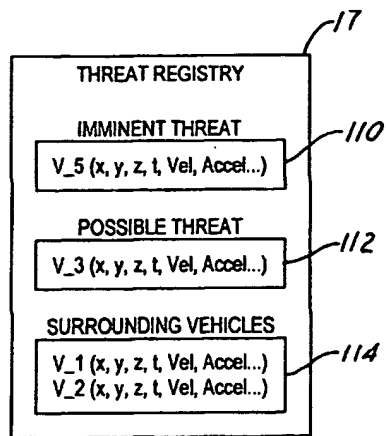 17
THREAT REGISTRY
IMMINENT THREAT
110
V_5 (x, y, z, t, Vel, Accel...)
POSSIBLE THREAT
112
V_3 (x, y, z, t, Vel, Accel...)
SURROUNDING VEHICLES
V_1 (x, y, z, t, Vel, Accel...)
114
V_2 (x, y, z, t, Vel, Accel...)